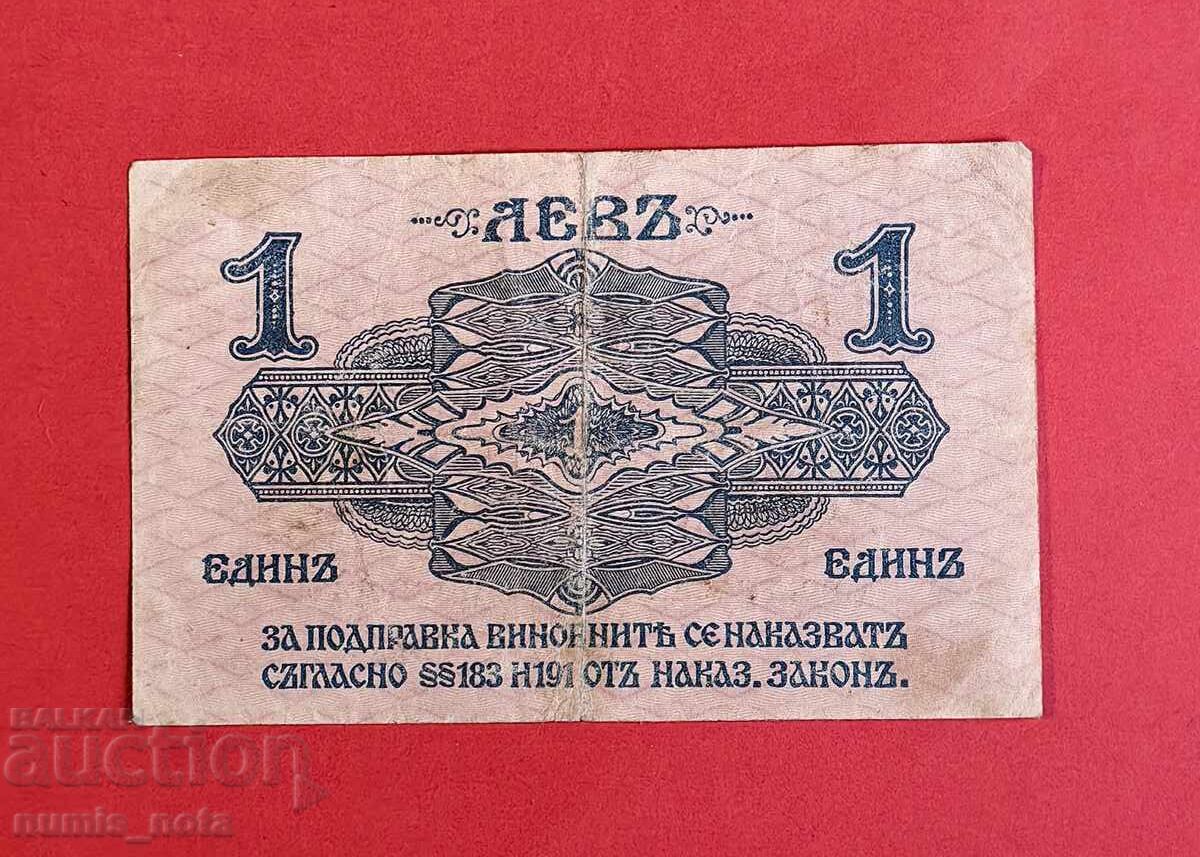 ЛЕВЪ
1 1
1
ЕДИНЪ ЕДИНЪ
ЗА ПОДПРАВКА ВИНОВНИТѢ СЕ НАКАЗВАТЪ
СЪГЛАСНО §§183 И 191 ОТЪ НАКАЗ. ЗАКОНЪ.
BALKAN
auction
numis_nota